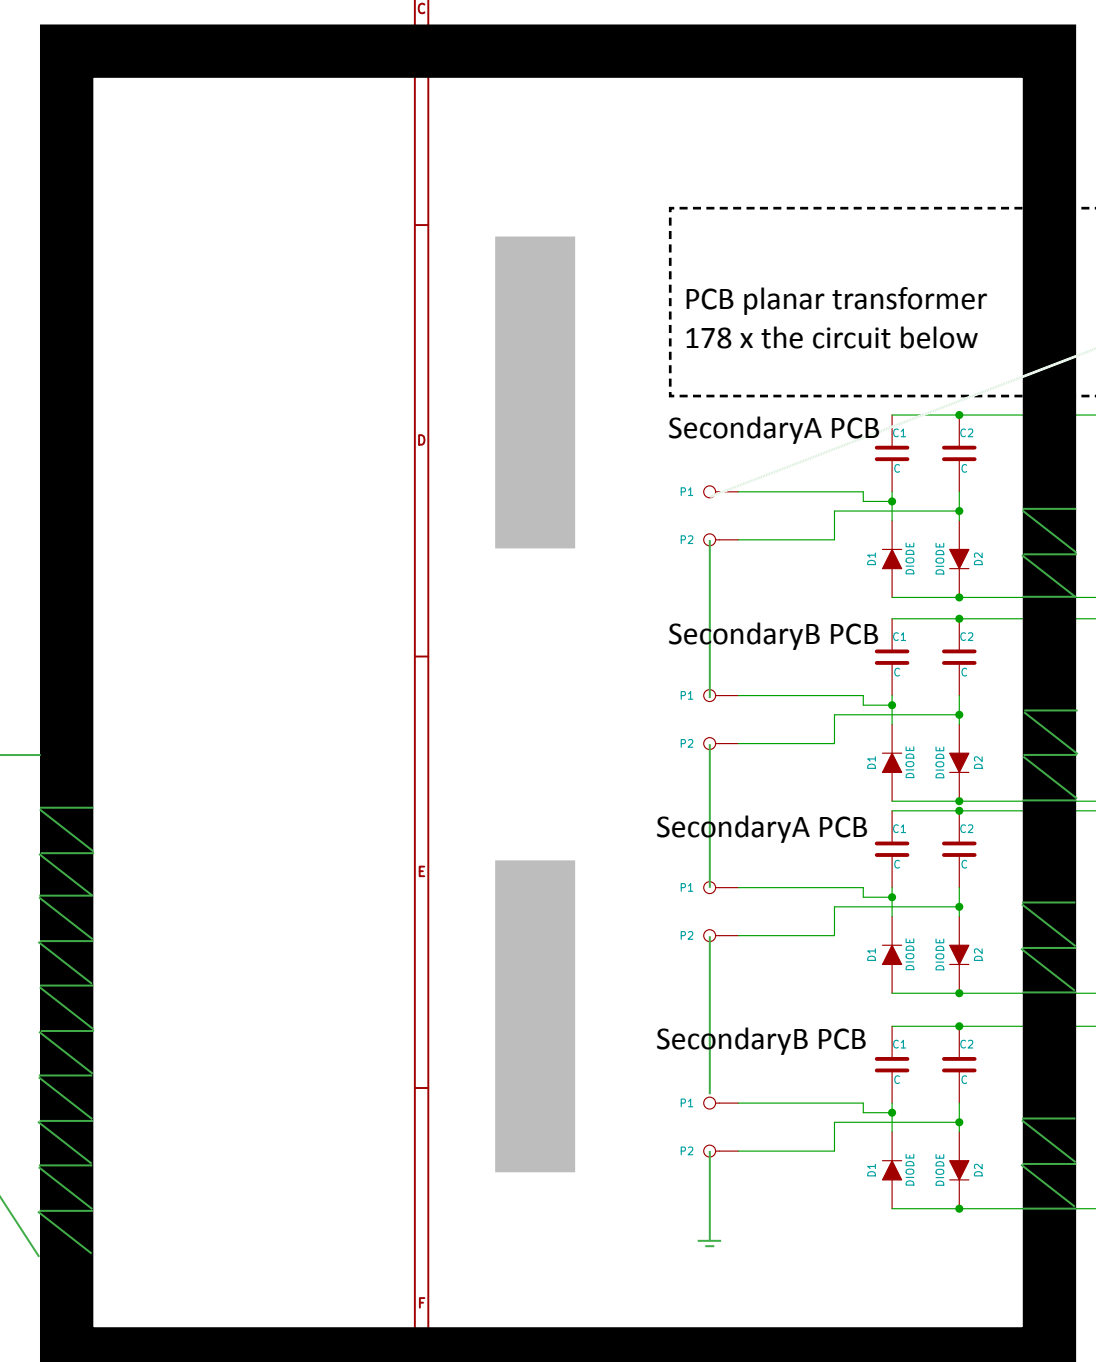 C
PCB planar transformer
178 x the circuit below
SecondaryA PCB
C1
C2
C
C
D
P1
P2
D1
DIODE
DIODE
D2
SecondaryB PCB
C1
C2
C
C
P1
P2
D1
DIODE
DIODE
D2
SecondaryA PCB
C1
C2
C
C
E
P1
P2
D1
DIODE
DIODE
D2
SecondaryB PCB
C1
C2
C
C
P1
P2
D1
DIODE
DIODE
D2
F